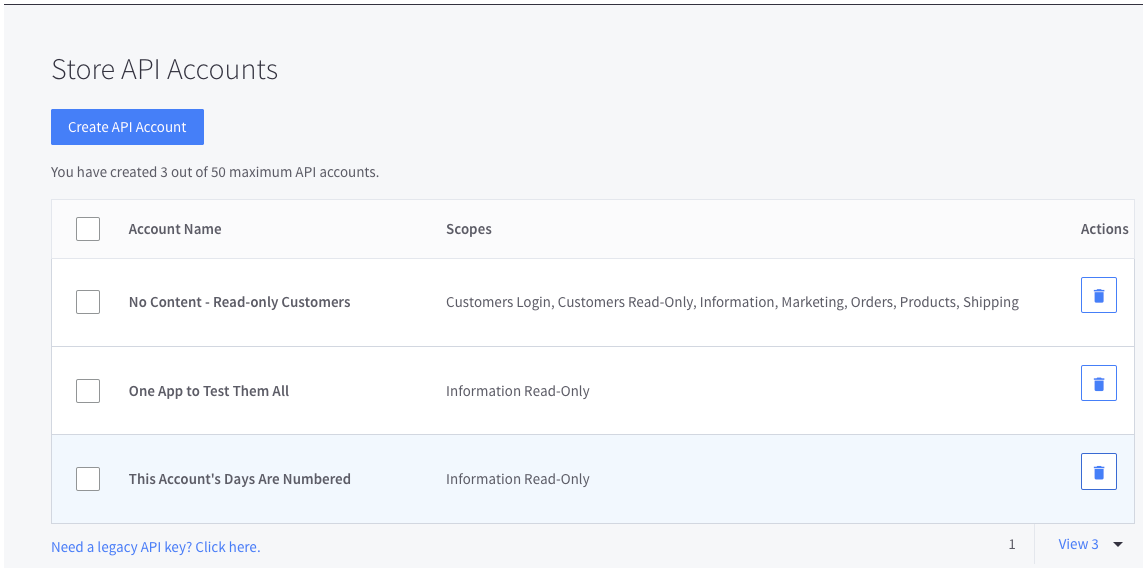 Store API Accounts
Create API Account
You have created 3 out of 50 maximum API accounts.
Account Name Scopes Actions
No Content - Read-only Customers Customers Login, Customers Read-Only, Information, Marketing, Orders, Products, Shipping
One App to Test Them All Information Read-Only
This Account's Days Are Numbered Information Read-Only
Need a legacy API key? Click here. 1 View 3